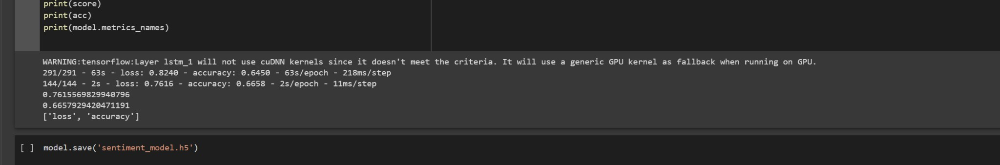 print(score)
print(acc)
print(model.metrics_names)
WARNING:tensorflow:Layer lstm_1 will not use cuDNN kernels since it doesn't meet the criteria. It will use a generic GPU kernel as fallback when running on GPU.
291/291 - 63s - loss: 0.8240 - accuracy: 0.6450 - 63s/epoch - 218ms/step
144/144 - 2s - loss: 0.7616 - accuracy: 0.6658 - 2s/epoch - 11ms/step
0.7615569829940796
0.6657929420471191
['loss', 'accuracy']
[ ] model.save('sentiment_model.h5')